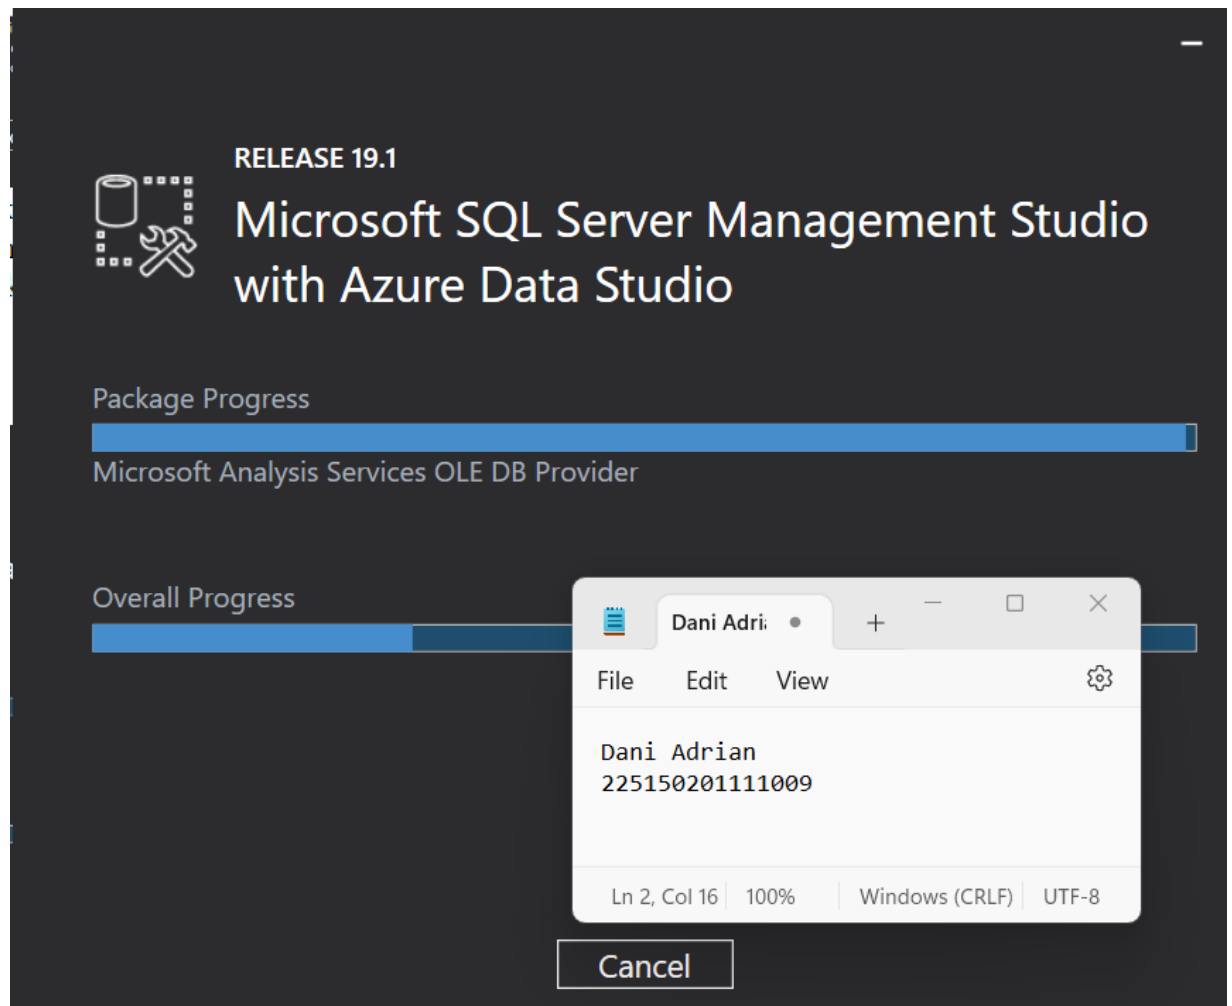 RELEASE 19.1
Microsoft SQL Server Management Studio
with Azure Data Studio
Package Progress
Microsoft Analysis Services OLE DB Provider
Overall Progress
Dani Adri
File Edit View
Dani Adrian
225150201111009
Ln 2, Col 16 100% Windows (CRLF) UTF-8
Cancel